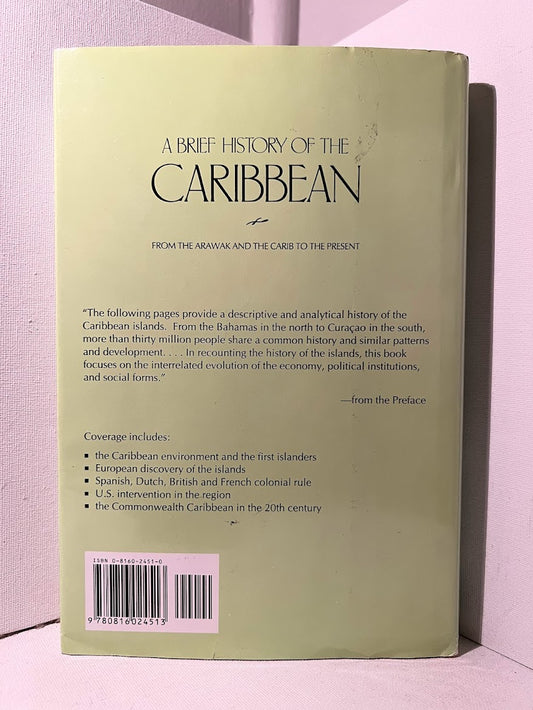 A BRIEF HISTORY OF THE
CARIBBEAN
FROM THE ARAWAK AND THE CARIB TO THE PRESENT
“The following pages provide a descriptive and analytical history of the
Caribbean islands. From the Bahamas in the north to Curaçao in the south,
more than thirty million people share a common history and similar patterns
and development. . . . In recounting the history of the islands, this book
focuses on the interrelated evolution of the economy, political institutions,
and social forms.”
—from the Preface
Coverage includes:
▪ the Caribbean environment and the first islanders
▪ European discovery of the islands
▪ Spanish, Dutch, British and French colonial rule
▪ U.S. intervention in the region
▪ the Commonwealth Caribbean in the 20th century
ISBN 0-8160-2451-0
9 780816 024513